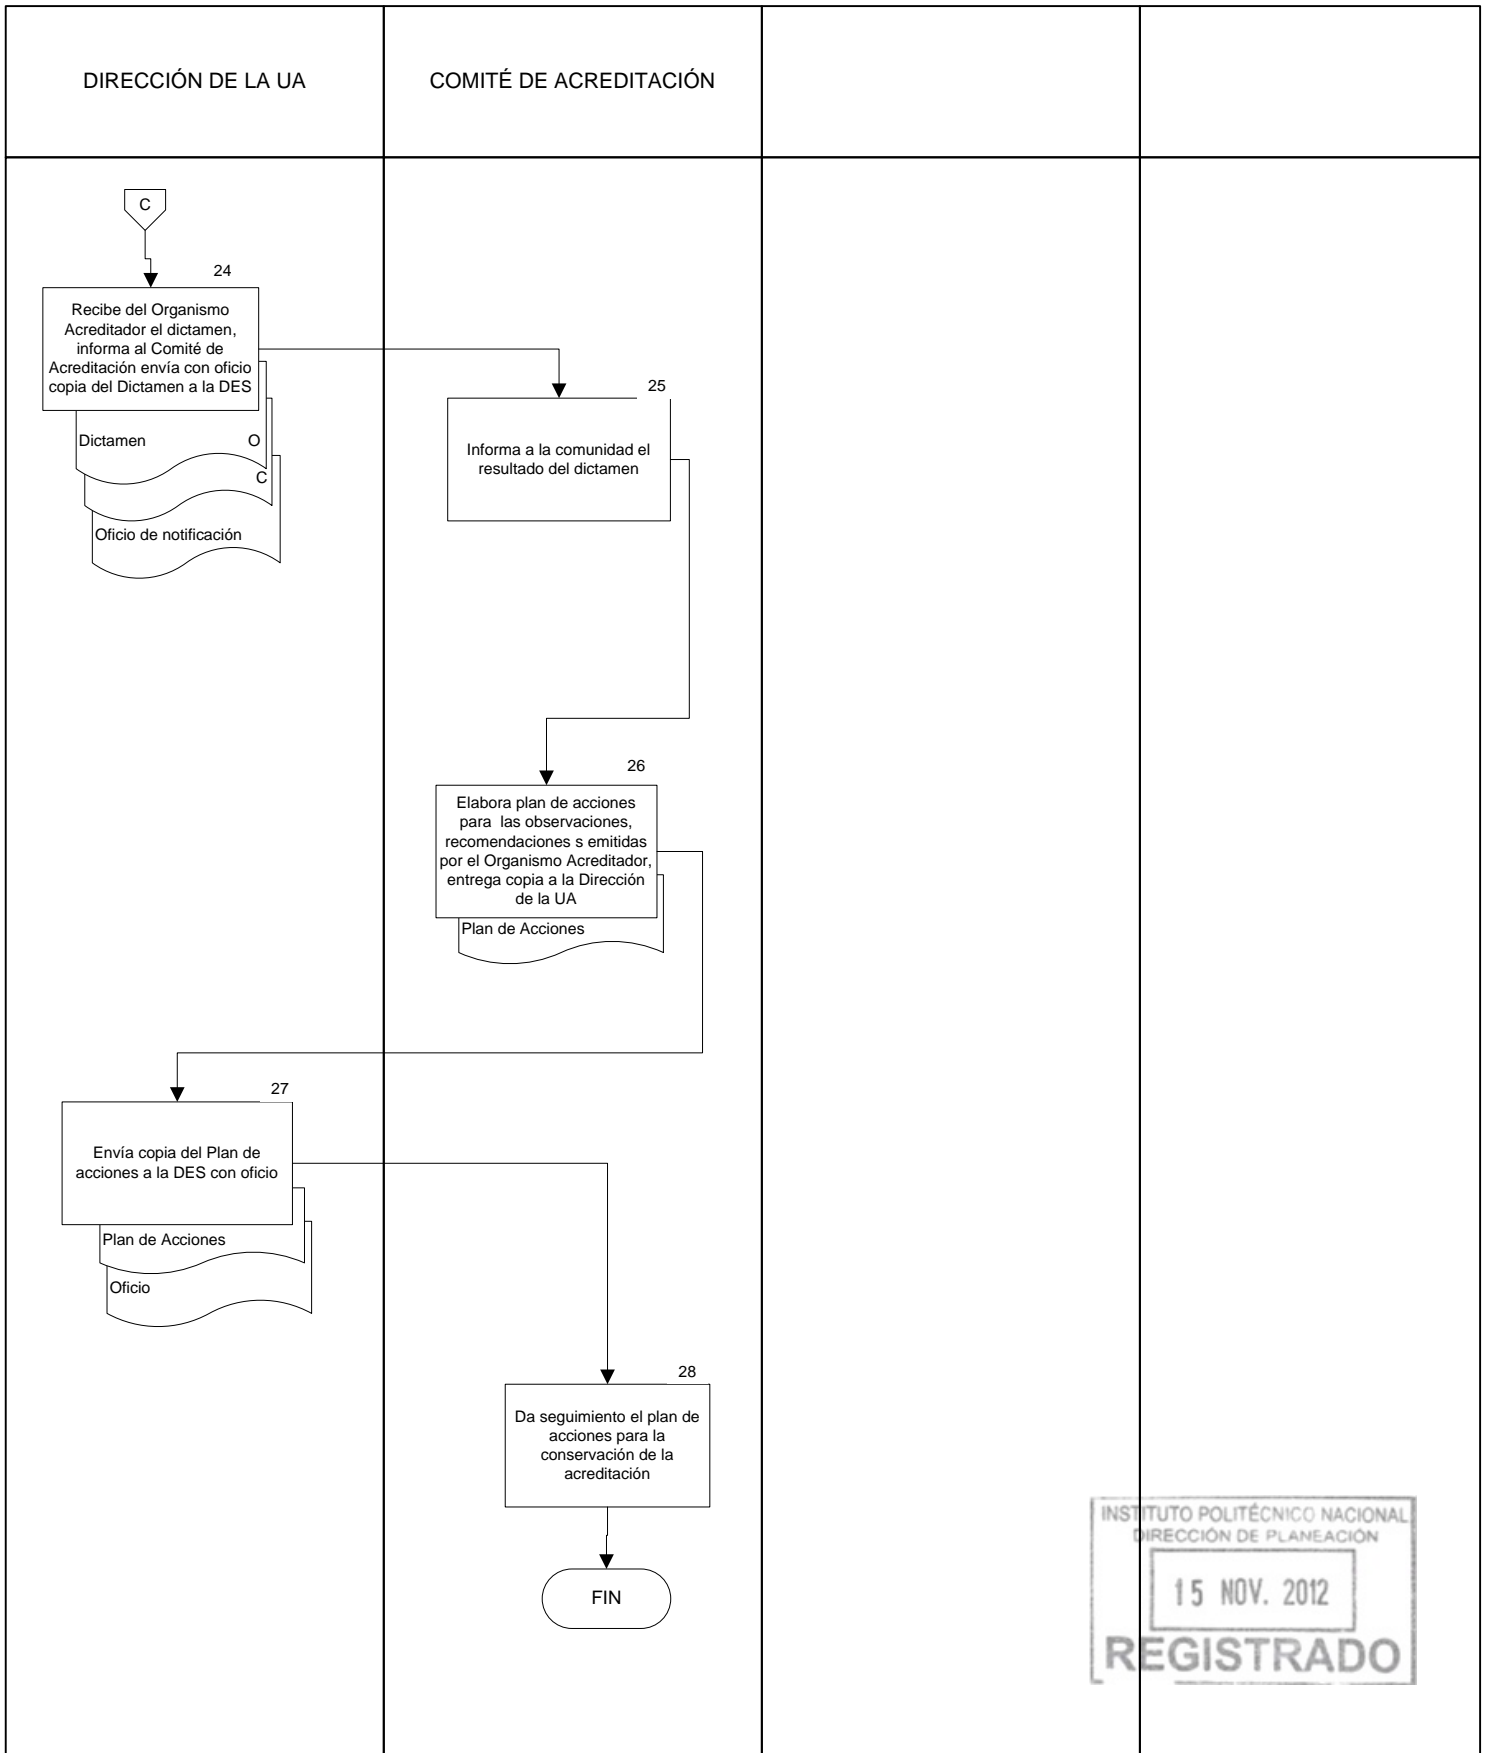 DIRECCIÓN DE LA UA
COMITÉ DE ACREDITACIÓN
C
24
Recibe del Organismo
Acreditador el dictamen,
informa al Comité de
Acreditación envía con oficio
copia del Dictamen a la DES
Dictamen O
C
Oficio de notificación
25
Informa a la comunidad el
resultado del dictamen
26
Elabora plan de acciones
para las observaciones,
recomendaciones s emitidas
por el Organismo Acreditador,
entrega copia a la Dirección
de la UA
Plan de Acciones
27
Envía copia del Plan de
acciones a la DES con oficio
Plan de Acciones
Oficio
28
Da seguimiento el plan de
acciones para la
conservación de la
acreditación
FIN
INSTITUTO POLITÉCNICO NACIONAL
DIRECCIÓN DE PLANEACIÓN
15 NOV. 2012
REGISTRADO